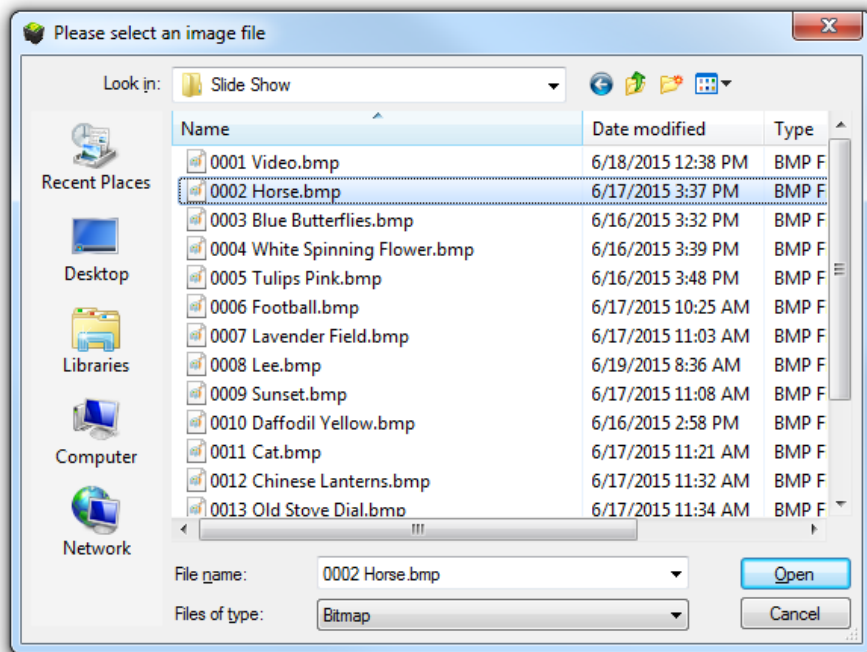 Please select an image file
Look in: Slide Show
Name Date modified Type
0001 Video.bmp 6/18/2015 12:38 PM BMP F
0002 Horse.bmp 6/17/2015 3:37 PM BMP F
0003 Blue Butterflies.bmp 6/16/2015 3:32 PM BMP F
0004 White Spinning Flower.bmp 6/16/2015 3:39 PM BMP F
0005 Tulips Pink.bmp 6/16/2015 3:48 PM BMP F
0006 Football.bmp 6/17/2015 10:25 AM BMP F
0007 Lavender Field.bmp 6/17/2015 11:03 AM BMP F
0008 Lee.bmp 6/19/2015 8:36 AM BMP F
0009 Sunset.bmp 6/17/2015 11:08 AM BMP F
0010 Daffodil Yellow.bmp 6/16/2015 2:58 PM BMP F
0011 Cat.bmp 6/17/2015 11:21 AM BMP F
0012 Chinese Lanterns.bmp 6/17/2015 11:32 AM BMP F
0013 Old Stove Dial.bmp 6/17/2015 11:34 AM BMP F
Recent Places
Desktop
Libraries
Computer
Network
File name: 0002 Horse.bmp Open
Files of type: Bitmap Cancel